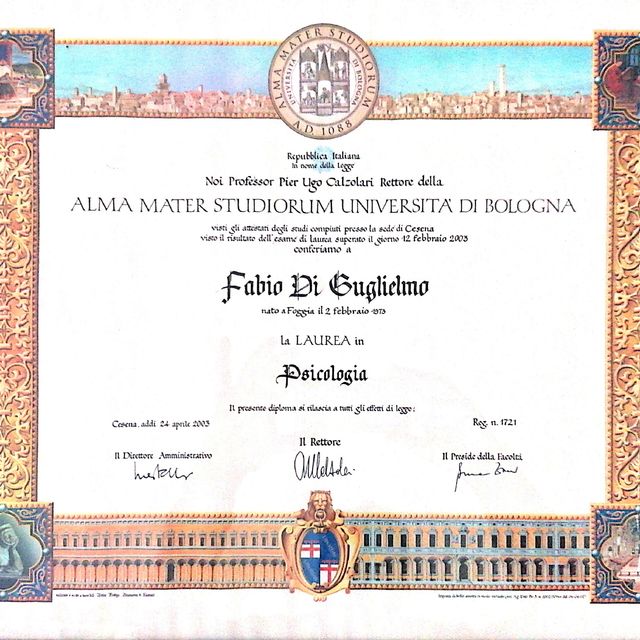 ALMA MATER STUDIORUM
UNIVERSITÀ DI BOLOGNA
A.D. 1088
Repubblica Italiana
In nome della Legge
Noi Professor Pier Ugo Calzolari Rettore della
ALMA MATER STUDIORUM UNIVERSITA' DI BOLOGNA
visti gli attestati degli studi compiuti presso la sede di Cesena
visto il risultato dell'esame di laurea superato il giorno 12 febbraio 2003
conferiamo a
Fabio Di Guglielmo
nato a Foggia il 2 febbraio 1973
la LAUREA in
Psicologia
Il presente diploma si rilascia a tutti gli effetti di legge:
Cesena, addì 24 aprile 2003
Reg. n. 1721
Il Rettore
Il Direttore Amministrativo
Il Preside della Facoltà